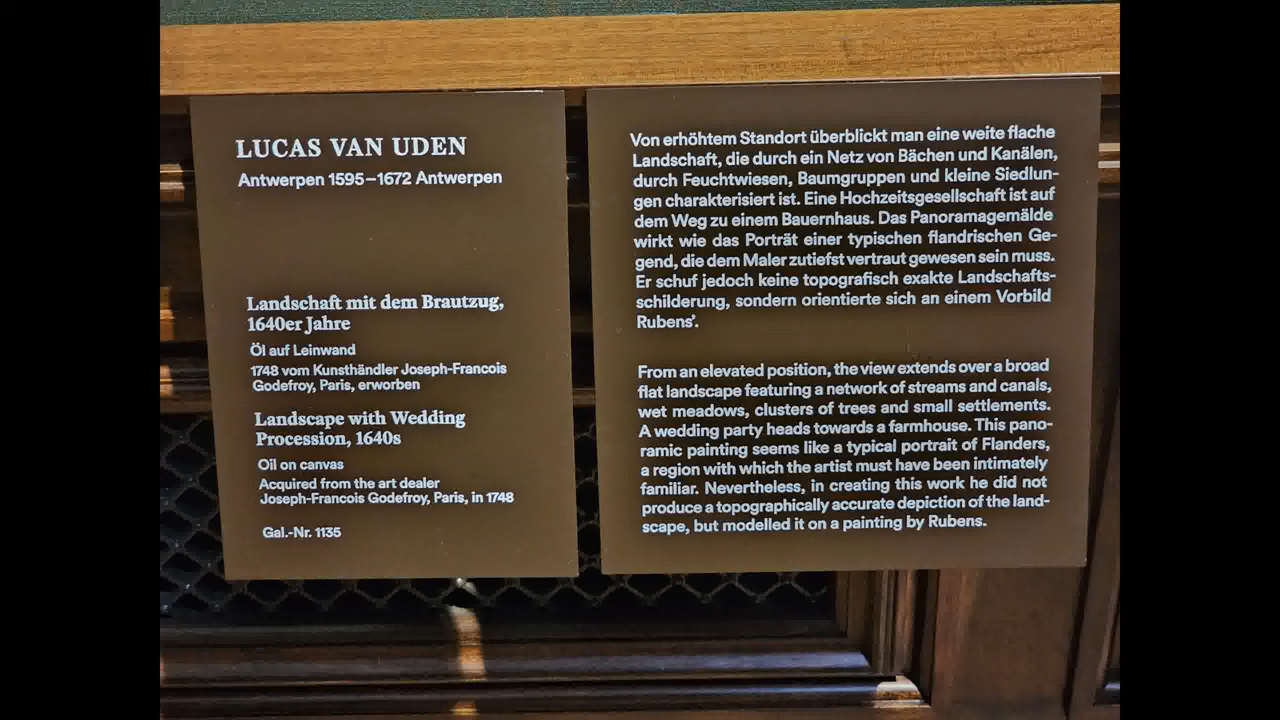 LUCAS VAN UDEN
Antwerpen 1595–1672 Antwerpen
Landschaft mit dem Brautzug,
1640er Jahre
Öl auf Leinwand
1748 vom Kunsthändler Joseph-Francois
Godefroy, Paris, erworben
Landscape with Wedding
Procession, 1640s
Oil on canvas
Acquired from the art dealer
Joseph-Francois Godefroy, Paris, in 1748
Gal.-Nr. 1135
Von erhöhtem Standort überblickt man eine weite flache
Landschaft, die durch ein Netz von Bächen und Kanälen,
durch Feuchtwiesen, Baumgruppen und kleine Siedlun-
gen charakterisiert ist. Eine Hochzeitsgesellschaft ist auf
dem Weg zu einem Bauernhaus. Das Panoramagemälde
wirkt wie das Porträt einer typischen flandrischen Ge-
gend, die dem Maler zutiefst vertraut gewesen sein muss.
Er schuf jedoch keine topografisch exakte Landschafts-
schilderung, sondern orientierte sich an einem Vorbild
Rubens’.
From an elevated position, the view extends over a broad
flat landscape featuring a network of streams and canals,
wet meadows, clusters of trees and small settlements.
A wedding party heads towards a farmhouse. This pano-
ramic painting seems like a typical portrait of Flanders,
a region with which the artist must have been intimately
familiar. Nevertheless, in creating this work he did not
produce a topographically accurate depiction of the land-
scape, but modelled it on a painting by Rubens.